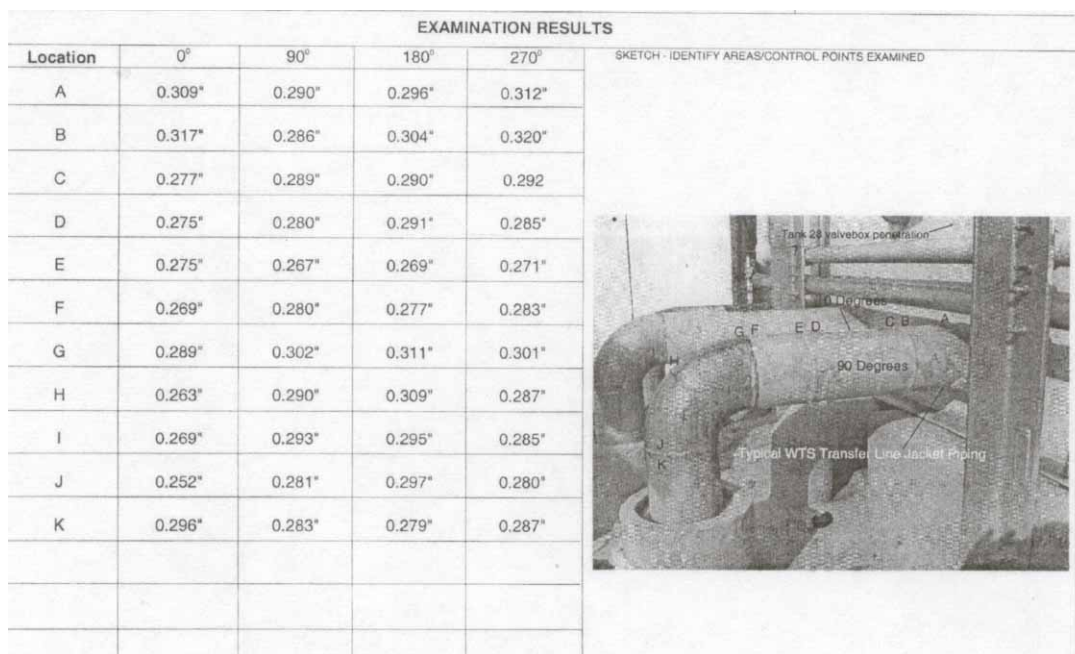 EXAMINATION RESULTS
Location 0° 90° 180° 270°
A 0.309" 0.290" 0.296" 0.312"
B 0.317" 0.286" 0.304" 0.320"
C 0.277" 0.289" 0.290" 0.292
D 0.275" 0.280" 0.291" 0.285"
E 0.275" 0.267" 0.269" 0.271"
F 0.269" 0.280" 0.277" 0.283"
G 0.289" 0.302" 0.311" 0.301"
H 0.263" 0.290" 0.309" 0.287"
I 0.269" 0.293" 0.295" 0.285"
J 0.252" 0.281" 0.297" 0.280"
K 0.296" 0.283" 0.279" 0.287"
SKETCH - IDENTIFY AREAS/CONTROL POINTS EXAMINED
Tank 28 valvebox penetration
0 Degrees
G F E D C B A
H
90 Degrees
I
J
K
Typical WTS Transfer Line Jacket Piping